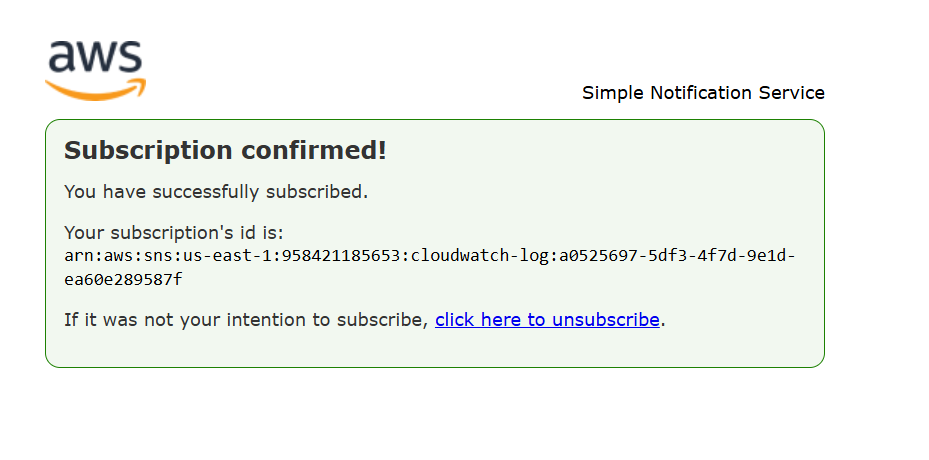 aws
Simple Notification Service
Subscription confirmed!
You have successfully subscribed.
Your subscription's id is:
arn:aws:sns:us-east-1:958421185653:cloudwatch-log:a0525697-5df3-4f7d-9e1d-
ea60e289587f
If it was not your intention to subscribe, click here to unsubscribe.